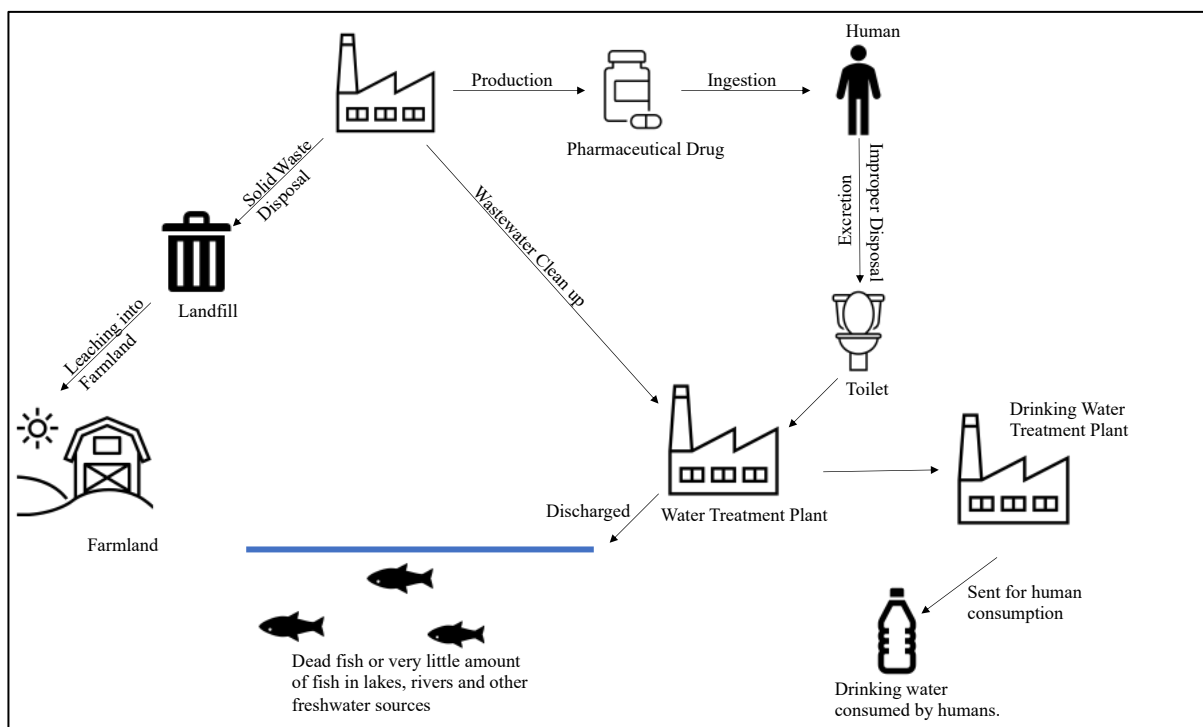 Human
Production
Ingestion
Pharmaceutical Drug
Solid Waste
Disposal
Wastewater Clean up
Excretion
Improper Disposal
Landfill
Leaching into
Farmland
Toilet
Drinking Water
Treatment Plant
Discharged
Water Treatment Plant
Farmland
Sent for human
consumption
Dead fish or very little amount
of fish in lakes, rivers and other
freshwater sources
Drinking water
consumed by humans.